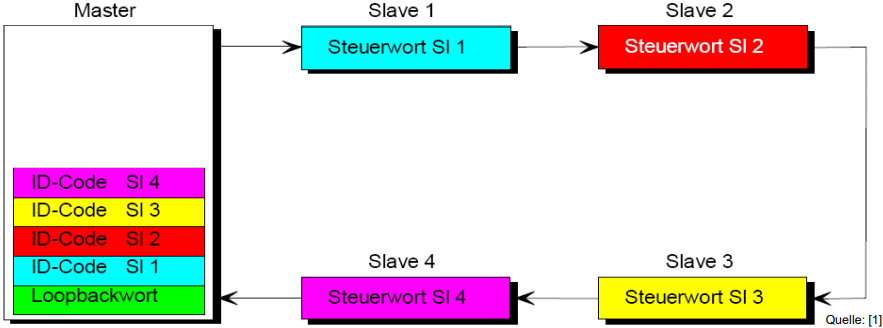 Master
Slave 1
Slave 2
Steuerwort Sl 1
Steuerwort Sl 2
ID-Code Sl 4
ID-Code Sl 3
ID-Code Sl 2
ID-Code Sl 1
Loopbackwort
Slave 4
Slave 3
Steuerwort Sl 4
Steuerwort Sl 3
Quelle: [1]